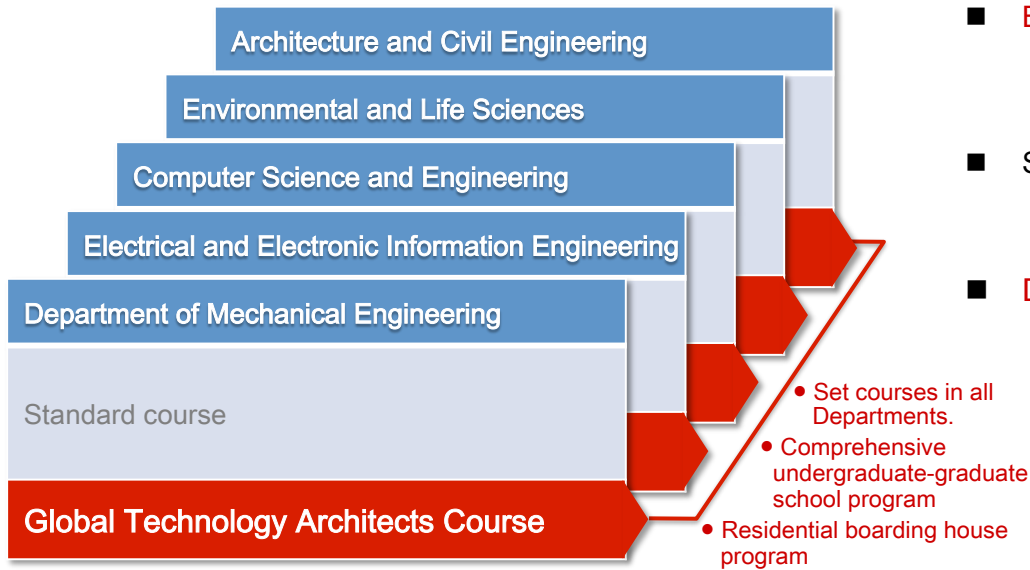 Architecture and Civil Engineering
Environmental and Life Sciences
Computer Science and Engineering
Electrical and Electronic Information Engineering
Department of Mechanical Engineering
Standard course
Global Technology Architects Course
• Set courses in all
Departments.
• Comprehensive
undergraduate-graduate
school program
• Residential boarding house
program